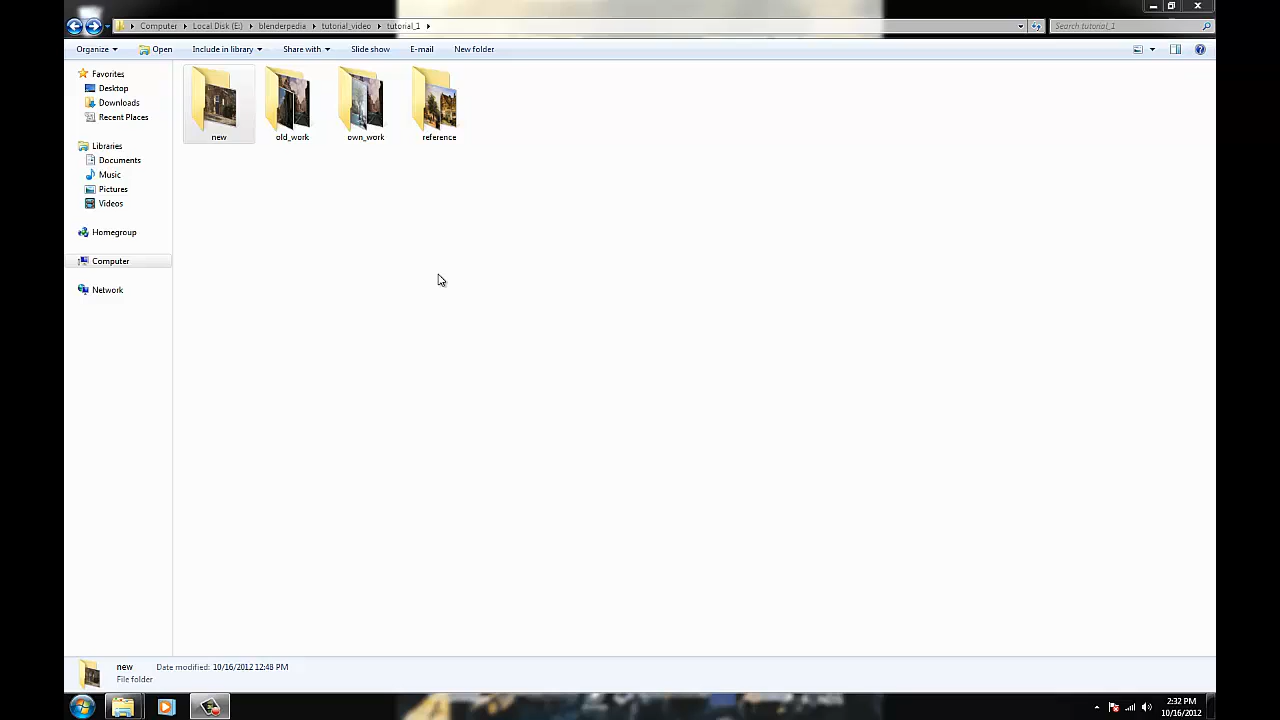 Computer Local Disk (E:) blenderpedia tutorial_video tutorial_1 Search tutorial_1
Organize Open Include in library Share with Slide show E-mail New folder
Favorites
Desktop
Downloads
Recent Places
Libraries
Documents
Music
Pictures
Videos
Homegroup
Computer
Network
new old_work own_work reference
new Date modified: 10/16/2012 12:48 PM
File folder
2:32 PM
10/16/2012